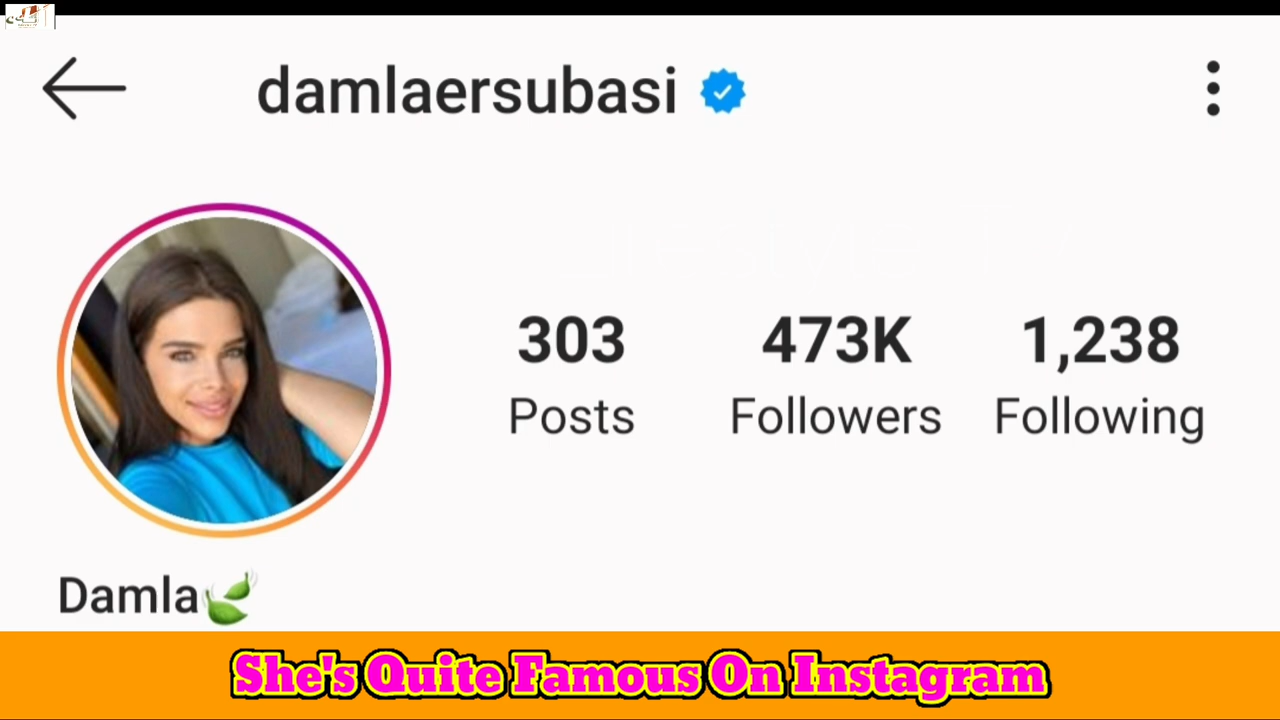 damlaersubasi
303 473K 1,238
Posts Followers Following
Damla
She's Quite Famous On Instagram